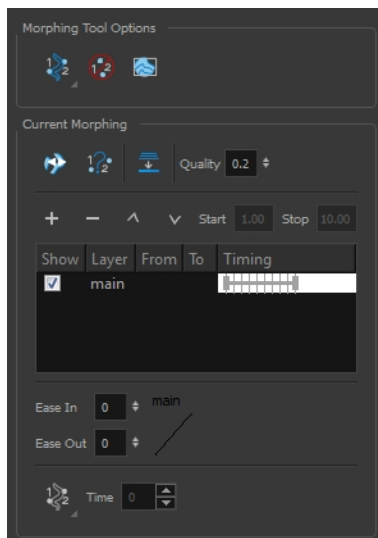 Morphing Tool Options
Current Morphing
Quality 0.2
Start 1.00 Stop 10.00
Show Layer From To Timing
main
Ease In 0 main
Ease Out 0
Time 0